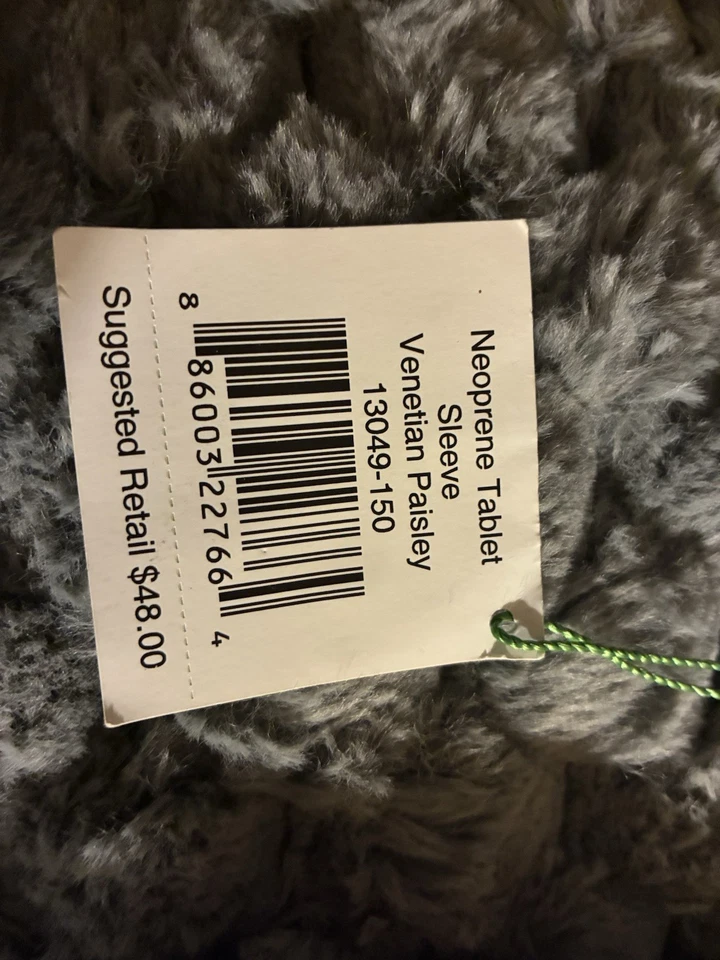 Neoprene Tablet
Sleeve
Venetian Paisley
13049-150
8 86003 22766 4
Suggested Retail $48.00